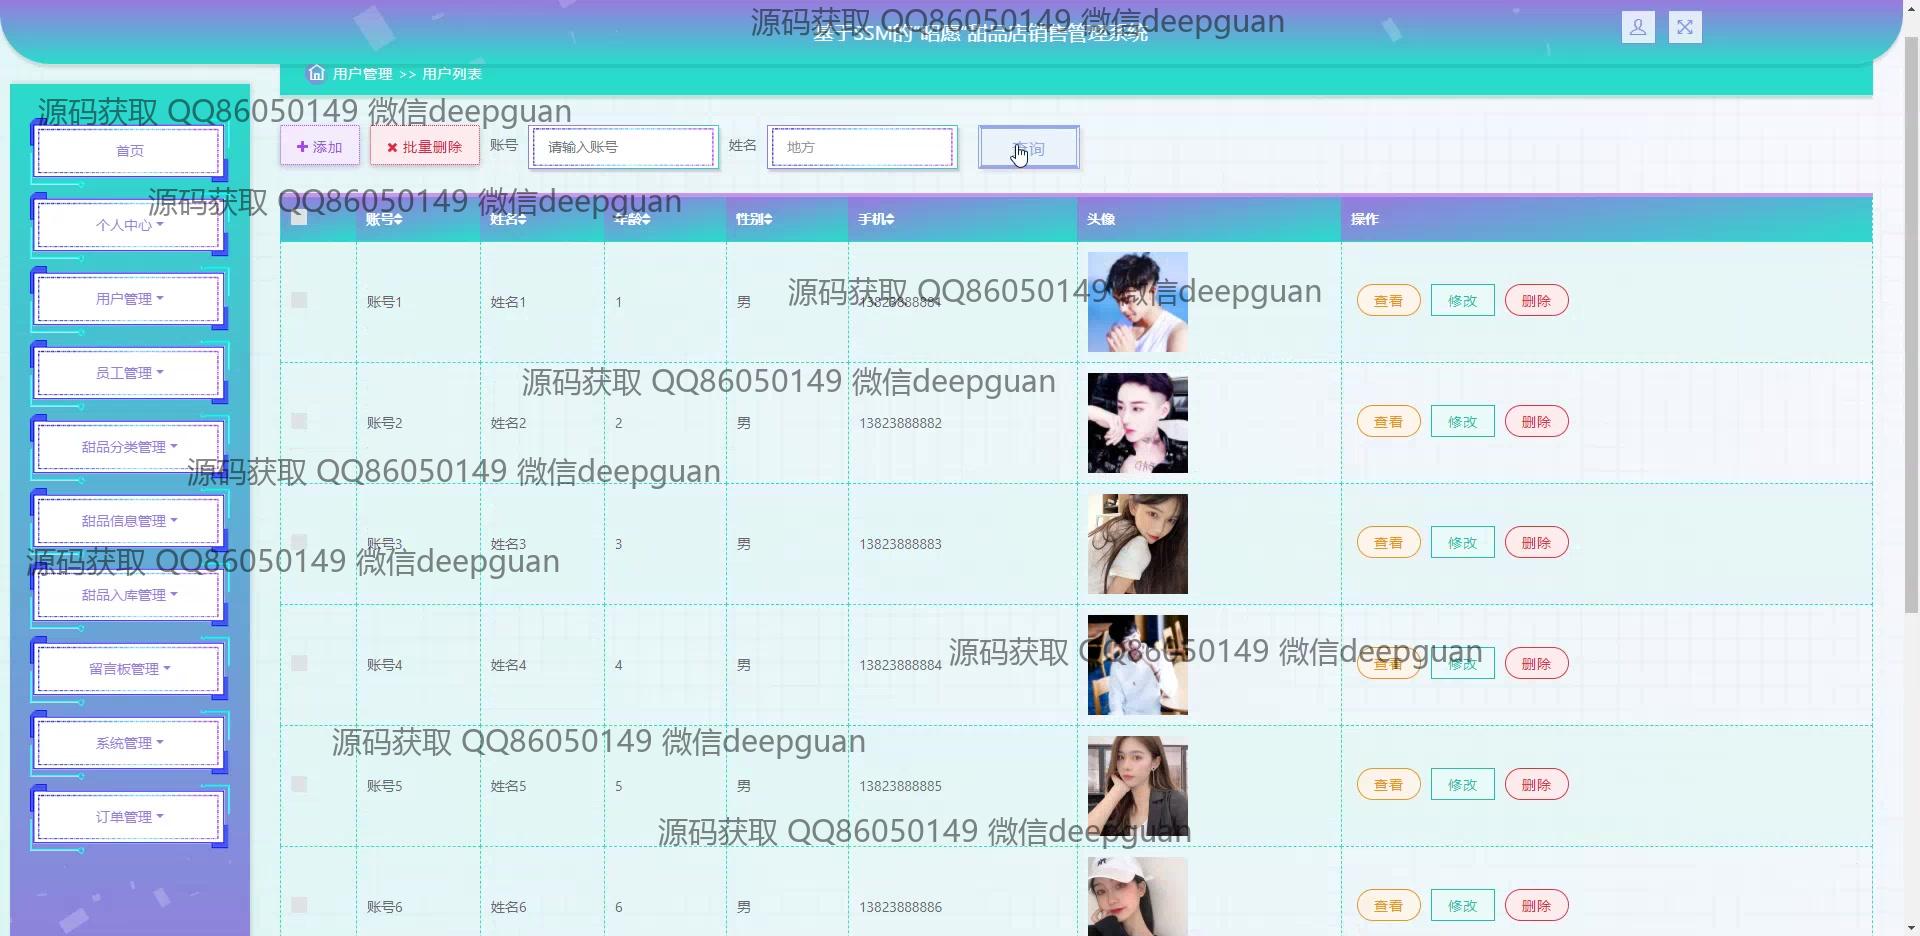 源码获取 QQ86050149 微信deepguan
基于SSM的“昭愿”甜品店销售管理系统
用户管理 >> 用户列表
源码获取 QQ86050149 微信deepguan
首页
添加 批量删除 账号 请输入账号 姓名 地方 查询
源码获取 QQ86050149 微信deepguan
个人中心
账号 姓名 年龄 性别 手机 头像 操作
用户管理
源码获取 QQ86050149 微信deepguan
账号1 姓名1 1 男 13823888881 查看 修改 删除
员工管理
源码获取 QQ86050149 微信deepguan
账号2 姓名2 2 男 13823888882 查看 修改 删除
甜品分类管理
源码获取 QQ86050149 微信deepguan
甜品信息管理
账号3 姓名3 3 男 13823888883 查看 修改 删除
源码获取 QQ86050149 微信deepguan
甜品入库管理
源码获取 QQ86050149 微信deepguan
留言板管理
账号4 姓名4 4 男 13823888884 查看 修改 删除
系统管理
源码获取 QQ86050149 微信deepguan
账号5 姓名5 5 男 13823888885 查看 修改 删除
订单管理
源码获取 QQ86050149 微信deepguan
账号6 姓名6 6 男 13823888886 查看 修改 删除